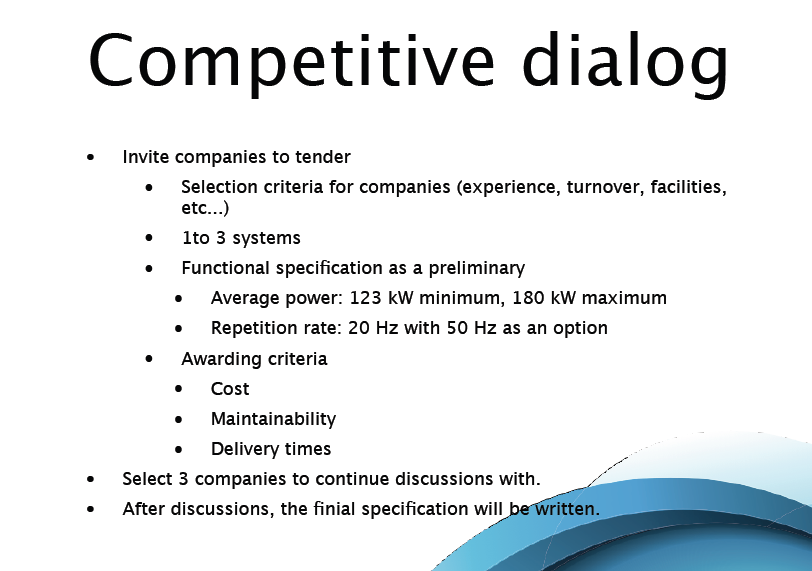 Competitive dialog
• Invite companies to tender
• Selection criteria for companies (experience, turnover, facilities,
etc...)
• 1to 3 systems
• Functional specification as a preliminary
• Average power: 123 kW minimum, 180 kW maximum
• Repetition rate: 20 Hz with 50 Hz as an option
• Awarding criteria
• Cost
• Maintainability
• Delivery times
• Select 3 companies to continue discussions with.
• After discussions, the finial specification will be written.